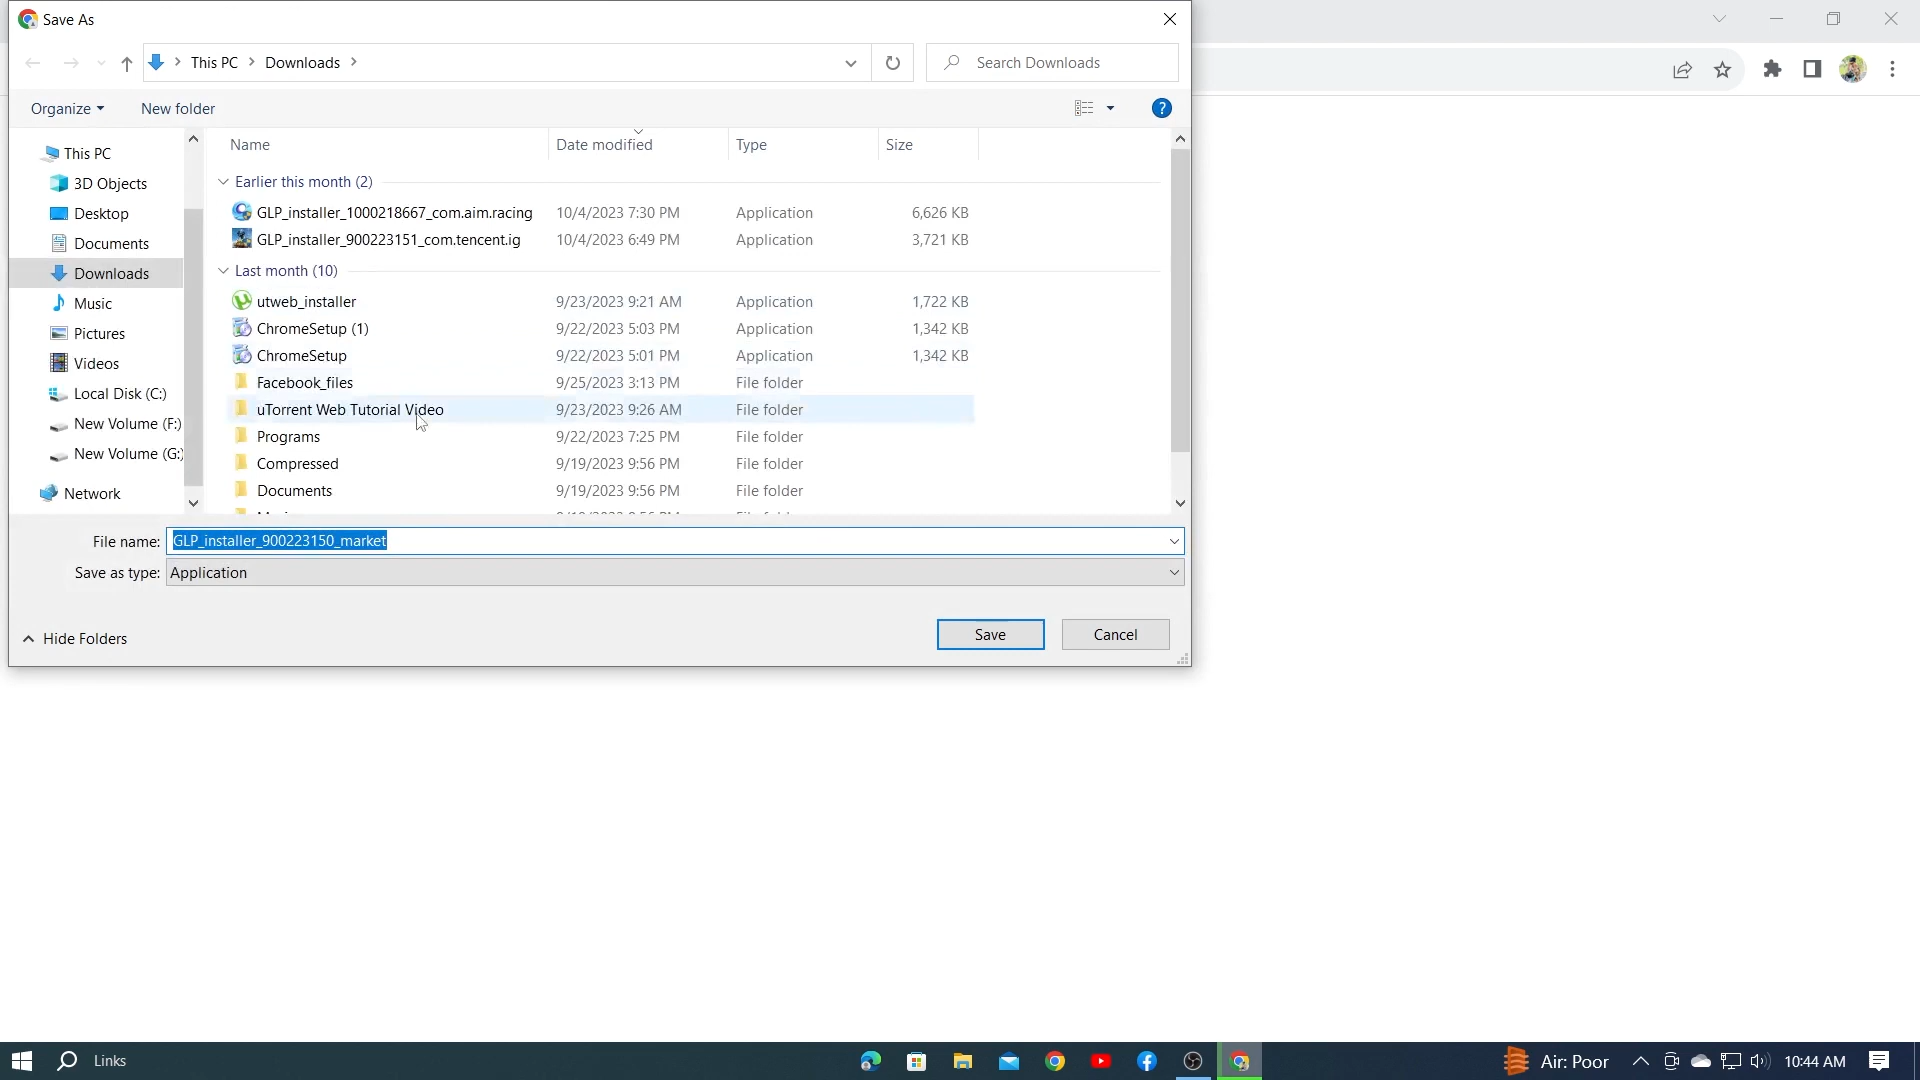 Save As
This PC > Downloads >
Search Downloads
Organize New folder
Name Date modified Type Size
This PC
3D Objects
Desktop
Documents
Downloads
Music
Pictures
Videos
Local Disk (C:)
New Volume (F:)
New Volume (G:)
Network
Earlier this month (2)
GLP_installer_1000218667_com.aim.racing 10/4/2023 7:30 PM Application 6,626 KB
GLP_installer_900223151_com.tencent.ig 10/4/2023 6:49 PM Application 3,721 KB
Last month (10)
utweb_installer 9/23/2023 9:21 AM Application 1,722 KB
ChromeSetup (1) 9/22/2023 5:03 PM Application 1,342 KB
ChromeSetup 9/22/2023 5:01 PM Application 1,342 KB
Facebook_files 9/25/2023 3:13 PM File folder
uTorrent Web Tutorial Video 9/23/2023 9:26 AM File folder
Programs 9/22/2023 7:25 PM File folder
Compressed 9/19/2023 9:56 PM File folder
Documents 9/19/2023 9:56 PM File folder
File name: GLP_installer_900223150_market
Save as type: Application
Hide Folders
Save Cancel
Links
Air: Poor
10:44 AM